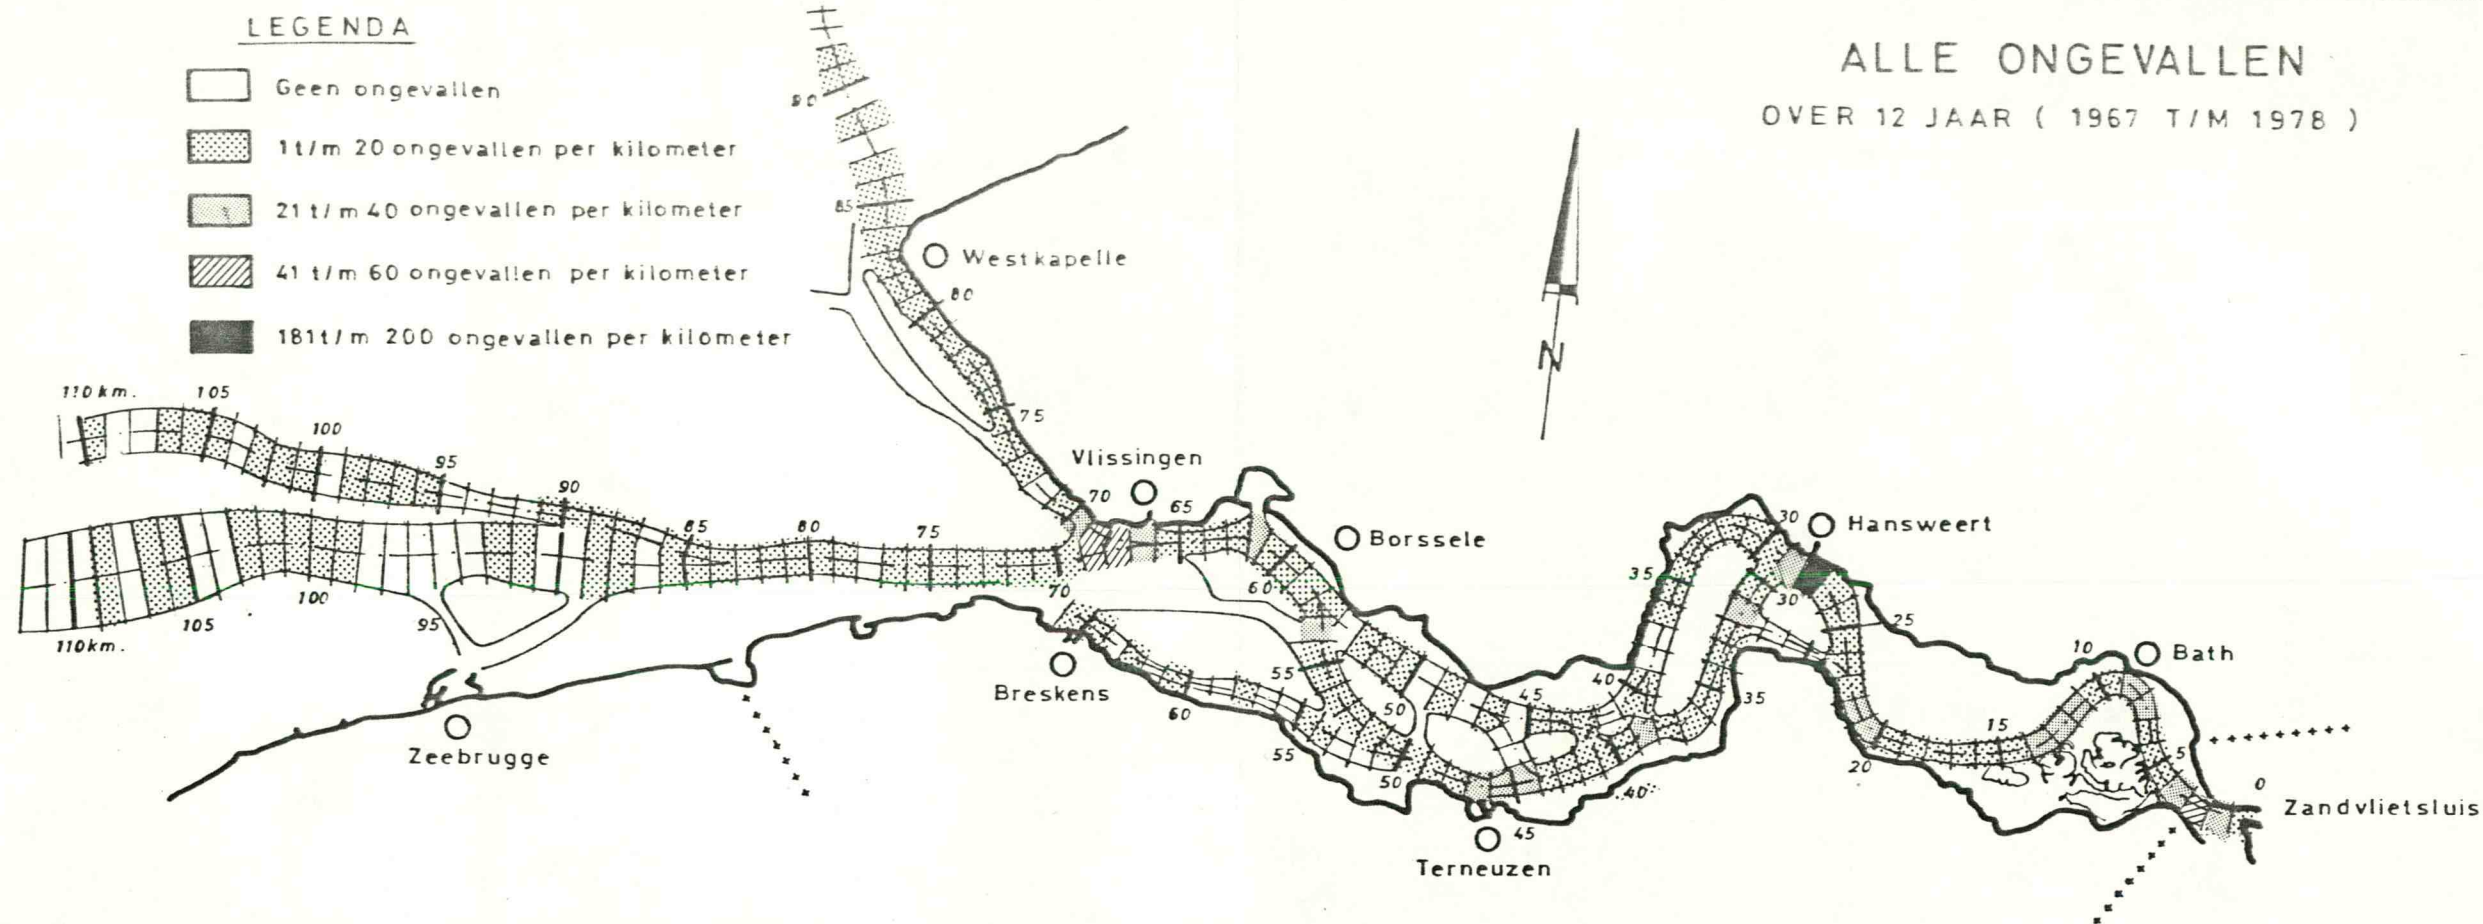 LEGENDA
Geen ongevallen
1 t/m 20 ongevallen per kilometer
21 t/m 40 ongevallen per kilometer
41 t/m 60 ongevallen per kilometer
181 t/m 200 ongevallen per kilometer
ALLE ONGEVALLEN
OVER 12 JAAR ( 1967 T/M 1978 )
90
85
Westkapelle
80
75
N
110 km.
105
100
95
90
85
80
75
70
Vlissingen
65
Borssele
60
30
Hansweert
35
30
25
10
Bath
100
95
105
110 km.
70
Breskens
60
55
55
50
50
45
40
35
40
45
Terneuzen
20
15
5
0
Zandvlietsluis
Zeebrugge